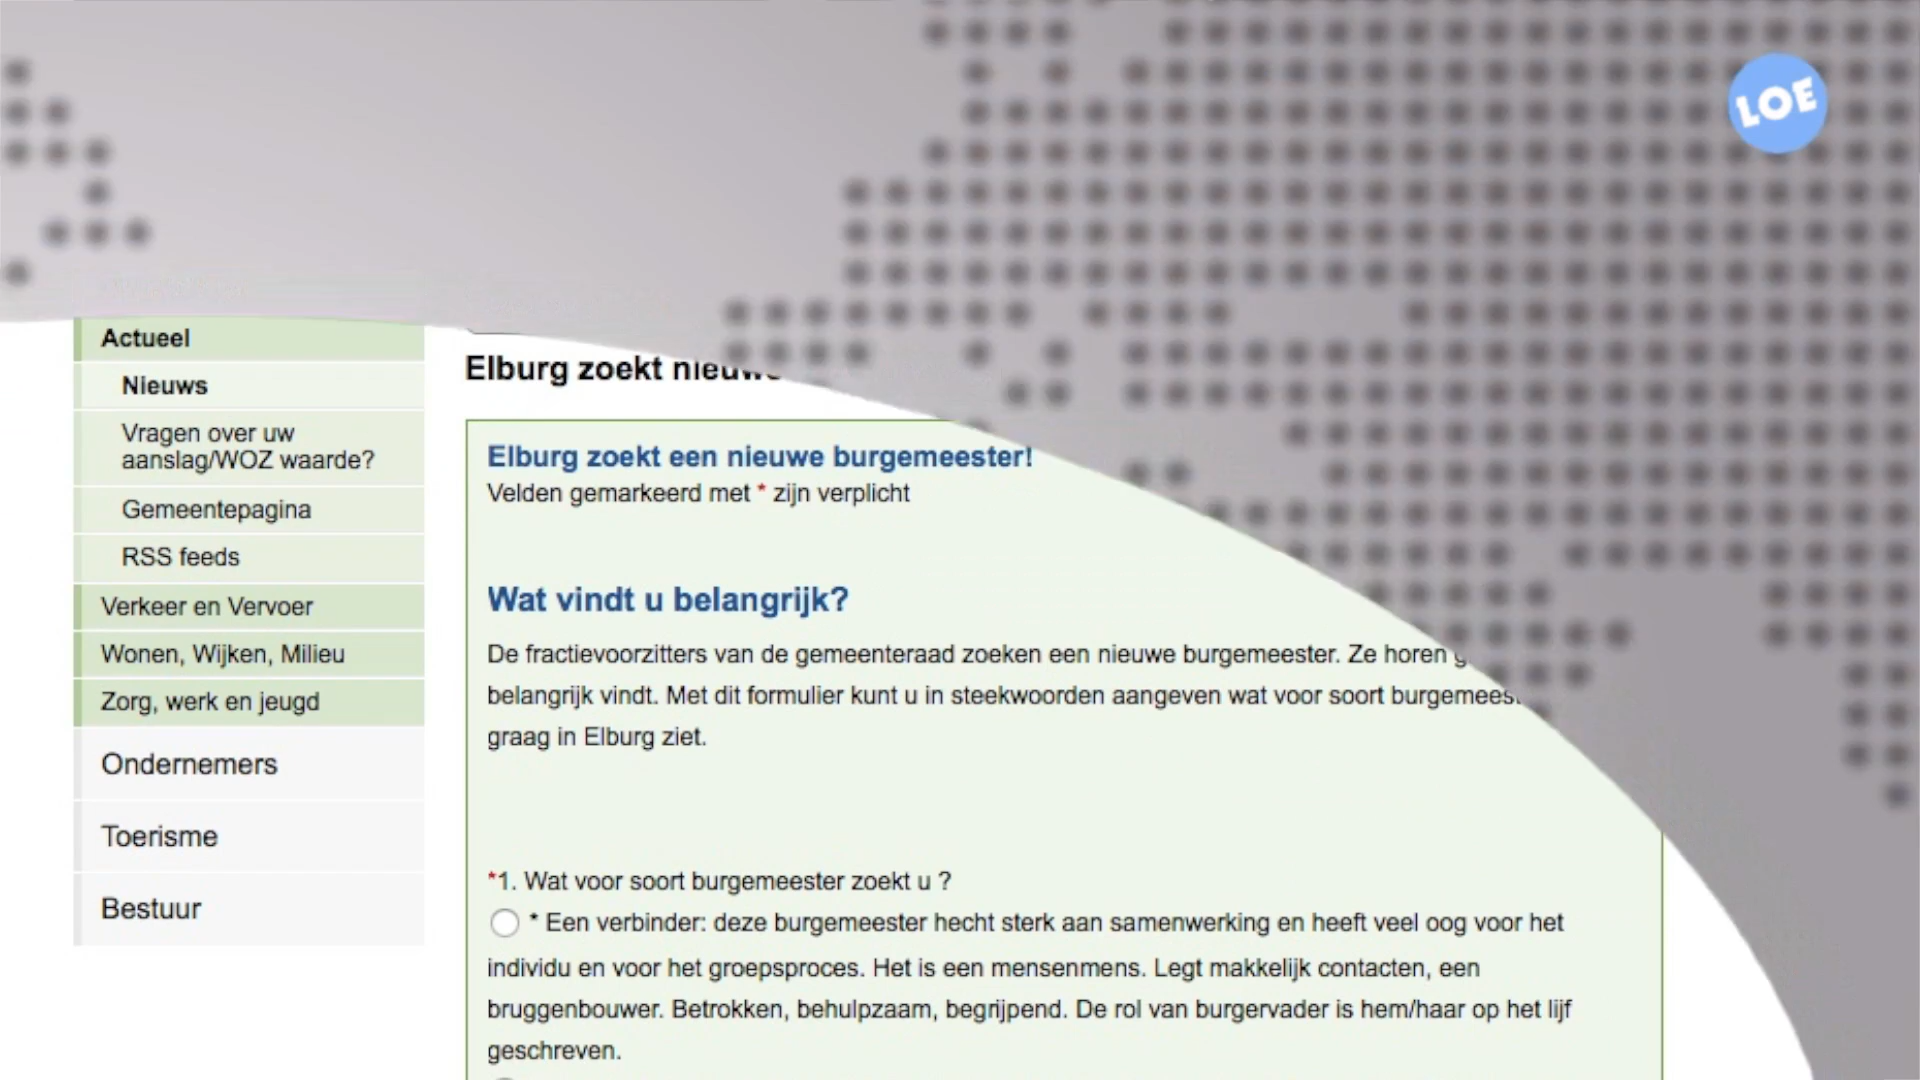 LOE
Actueel
Nieuws
Vragen over uw
aanslag/WOZ waarde?
Gemeentepagina
RSS feeds
Verkeer en Vervoer
Wonen, Wijken, Milieu
Zorg, werk en jeugd
Ondernemers
Toerisme
Bestuur
Elburg zoekt
Elburg zoekt een nieuwe burgemeester!
Velden gemarkeerd met * zijn verplicht
Wat vindt u belangrijk?
De fractievoorzitters van de gemeenteraad zoeken een nieuwe burgemeester. Ze horen
belangrijk vindt. Met dit formulier kunt u in steekwoorden aangeven wat voor soort
graag in Elburg ziet.
*1. Wat voor soort burgemeester zoekt u ?
* Een verbinder: deze burgemeester hecht sterk aan samenwerking en heeft veel oog voor het
individu en voor het groepsproces. Het is een mensenmens. Legt makkelijk contacten, een
bruggenbouwer. Betrokken, behulpzaam, begrijpend. De rol van burgervader is hem/haar op het lijf
geschreven.